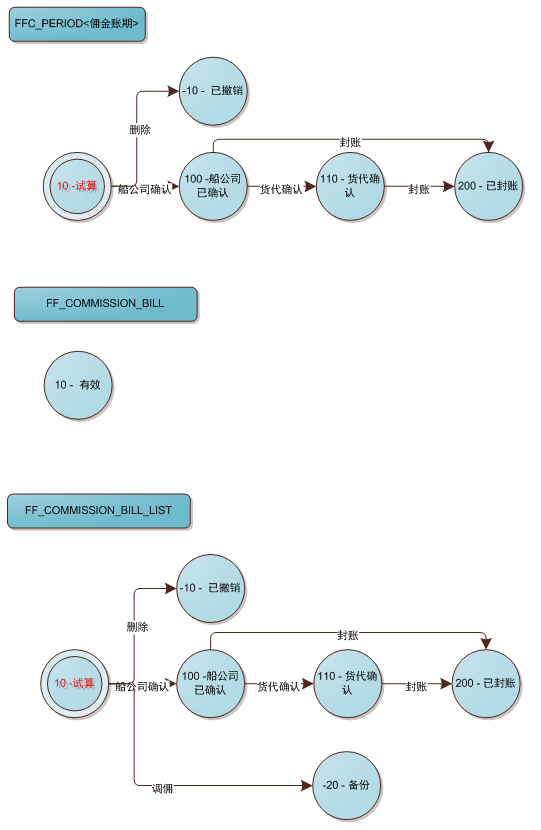 FFC_PERIOD<佣金账期>
-10 - 已撤销
删除
封账
10 -试算
船公司确认
100 -船公司
已确认
货代确认
110 - 货代确
认
封账
200 - 已封账
FF_COMMISSION_BILL
10 - 有效
FF_COMMISSION_BILL_LIST
-10 - 已撤销
删除
封账
10 -试算
船公司确认
100 -船公司
已确认
货代确认
110 - 货代确
认
封账
200 - 已封账
调佣
-20 - 备份